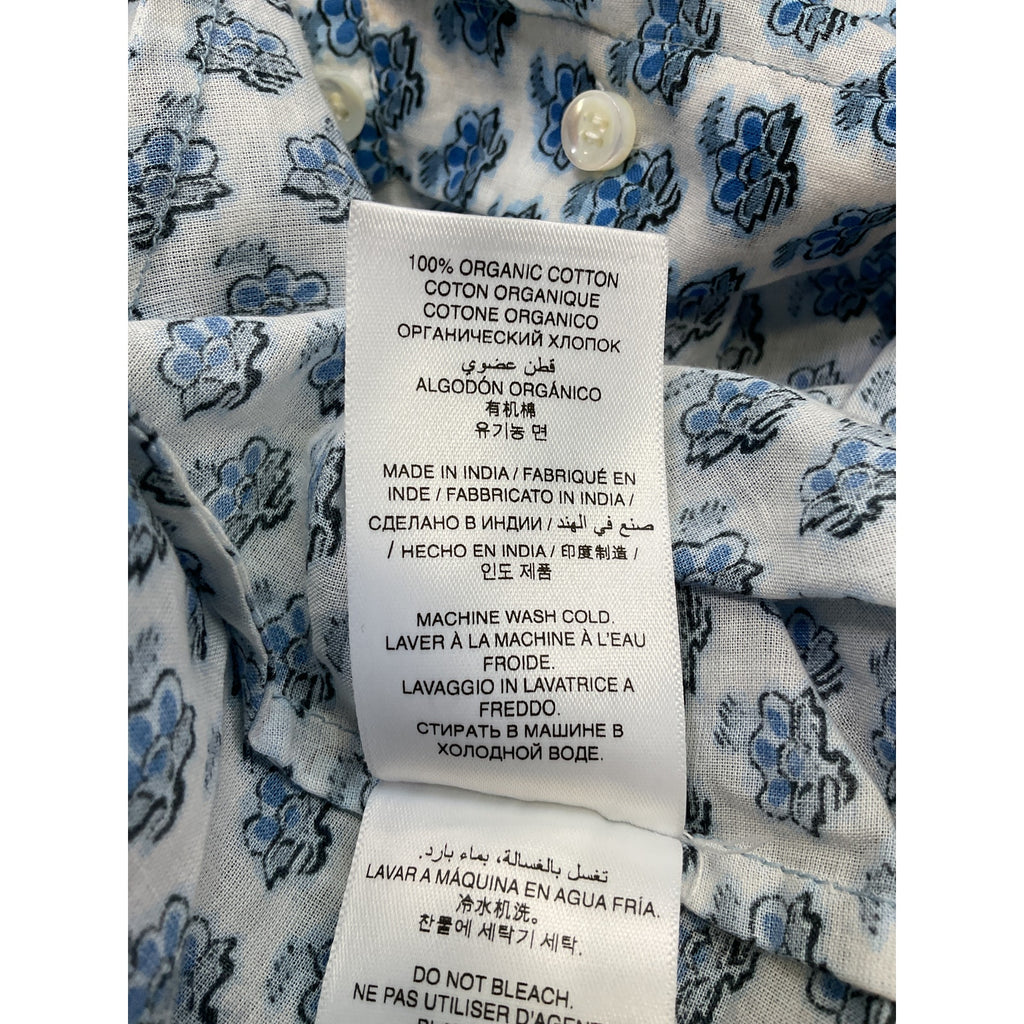 100% ORGANIC COTTON
COTON ORGANIQUE
COTONE ORGANICO
ОРГАНИЧЕСКИЙ ХЛОПОК
قطن عضوي
ALGODÓN ORGÁNICO
有机棉
유기농 면
MADE IN INDIA / FABRIQUÉ EN
INDE / FABBRICATO IN INDIA /
СДЕЛАНО В ИНДИИ / صنع في الهند
/ HECHO EN INDIA / 印度制造 /
인도 제품
MACHINE WASH COLD.
LAVER À LA MACHINE À L'EAU
FROIDE.
LAVAGGIO IN LAVATRICE A
FREDDO.
СТИРАТЬ В МАШИНЕ В
ХОЛОДНОЙ ВОДЕ.
تغسل بالغسالة، بماء بارد.
LAVAR A MÁQUINA EN AGUA FRÍA.
冷水机洗。
찬물에 세탁기 세탁.
DO NOT BLEACH.
NE PAS UTILISER